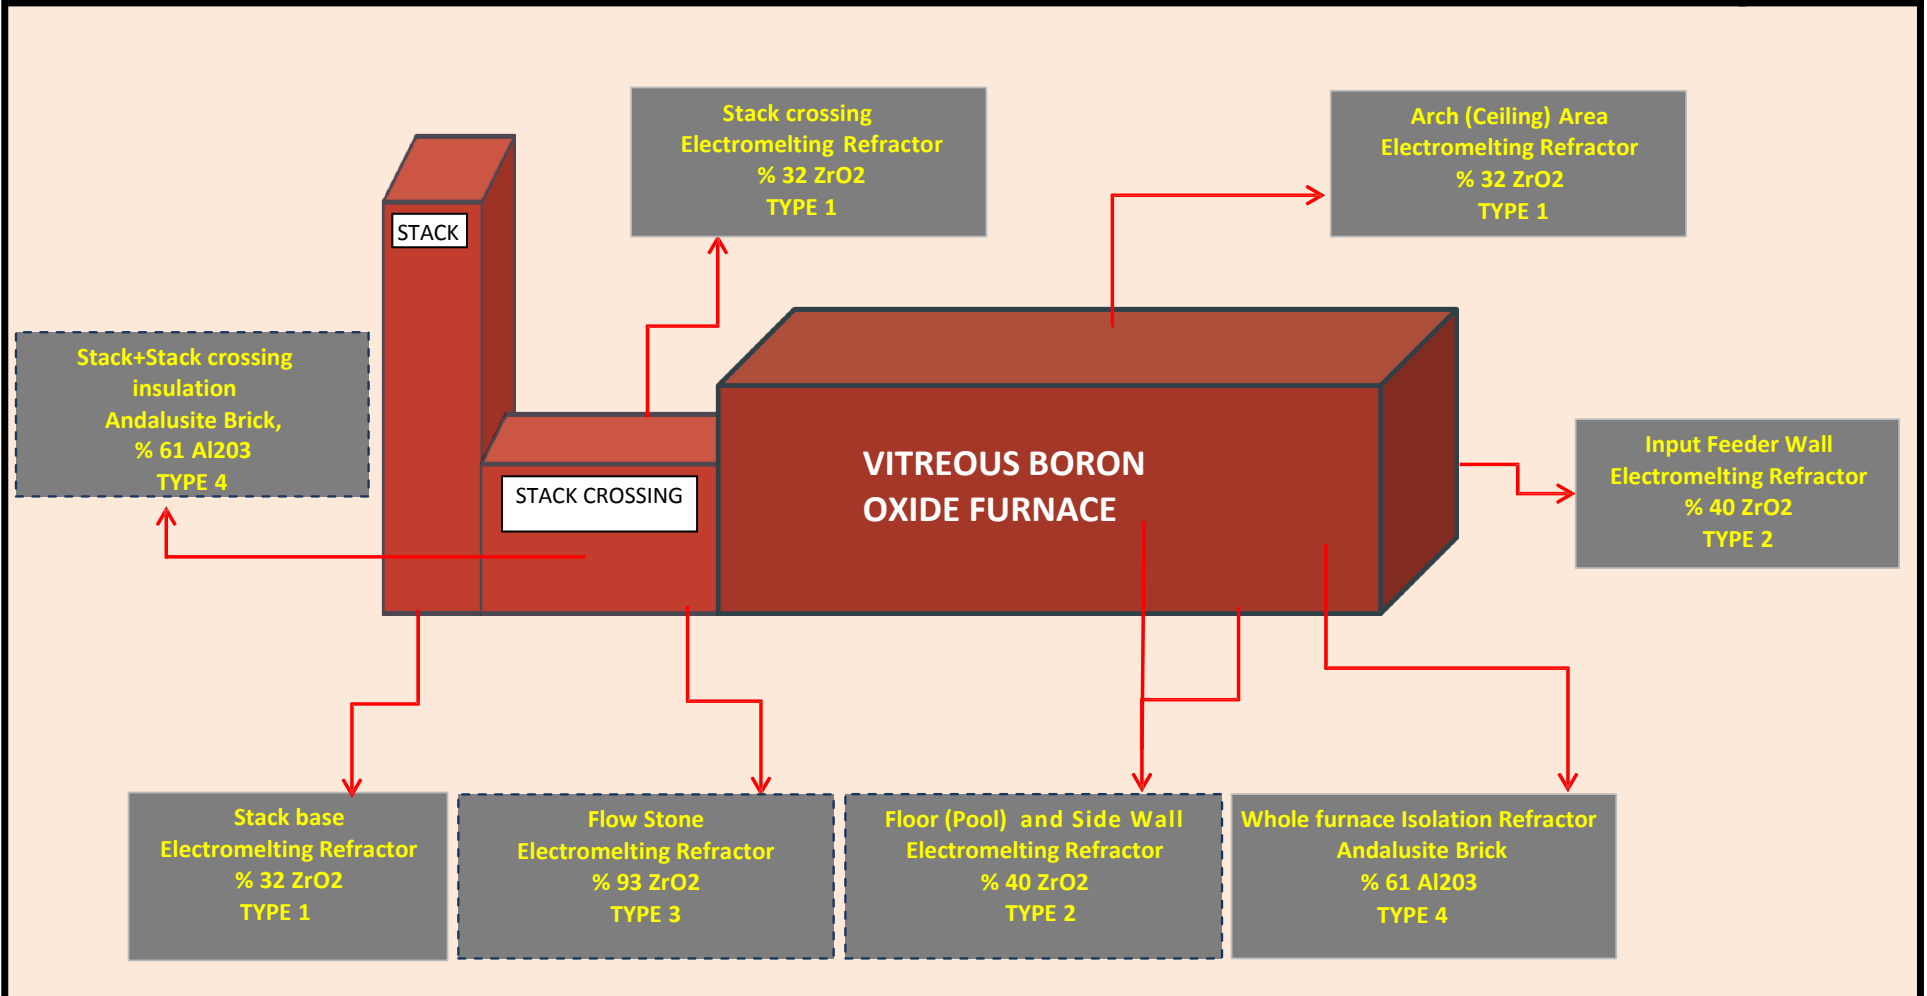 Stack crossing
Electromelting Refractor
% 32 ZrO2
TYPE 1
Arch (Ceiling) Area
Electromelting Refractor
% 32 ZrO2
TYPE 1
STACK
Stack+Stack crossing
insulation
Andalusite Brick,
% 61 Al203
TYPE 4
STACK CROSSING
VITREOUS BORON
OXIDE FURNACE
Input Feeder Wall
Electromelting Refractor
% 40 ZrO2
TYPE 2
Stack base
Electromelting Refractor
% 32 ZrO2
TYPE 1
Flow Stone
Electromelting Refractor
% 93 ZrO2
TYPE 3
Floor (Pool) and Side Wall
Electromelting Refractor
% 40 ZrO2
TYPE 2
Whole furnace Isolation Refractor
Andalusite Brick
% 61 Al203
TYPE 4